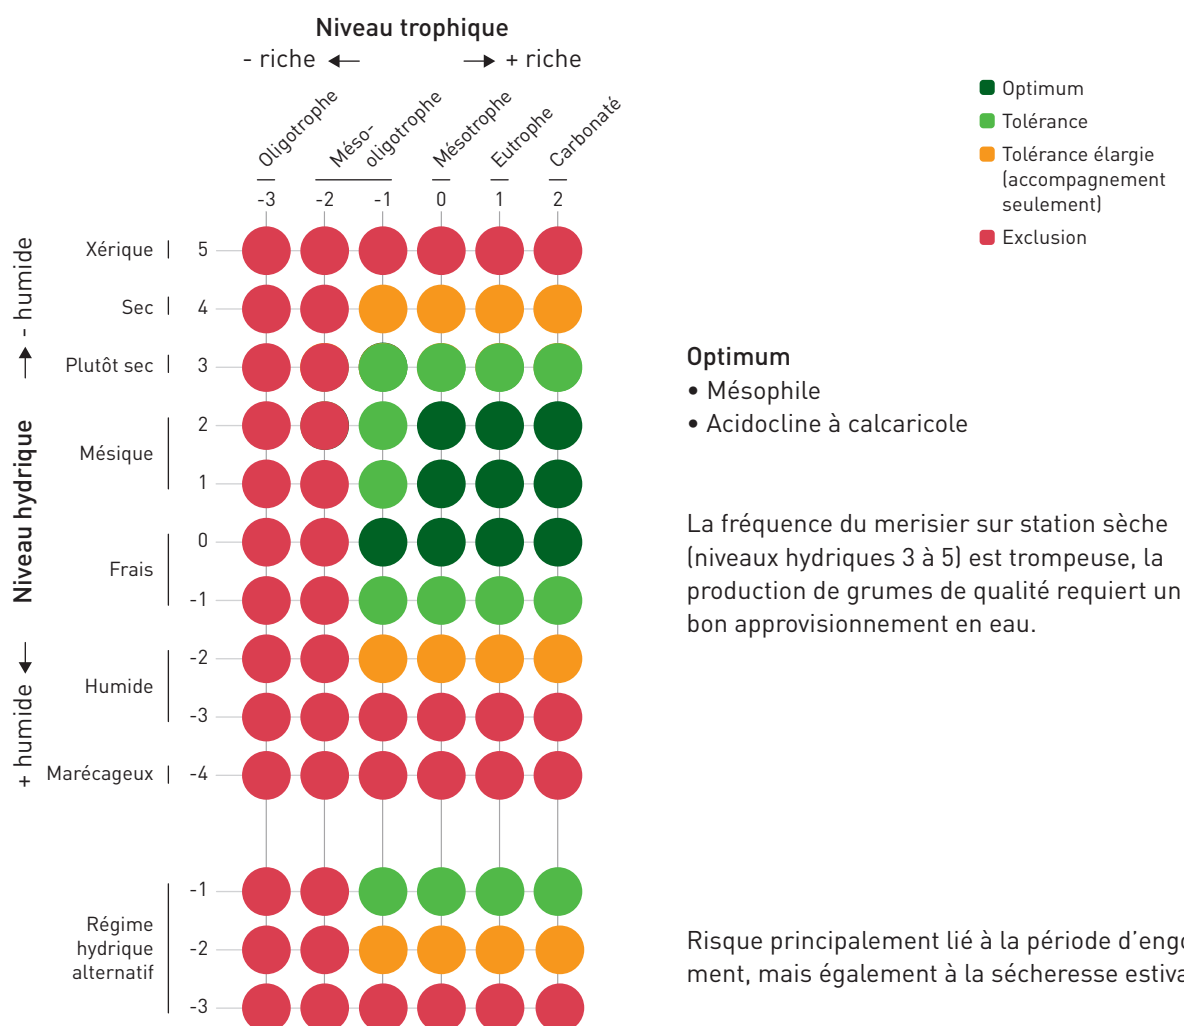 Niveau trophique
- riche
+ riche
Oligotrophe
Méso-
oligotrophe
Mésotrophe
Eutrophe
Carbonaté
-3
-2
-1
0
1
2
Optimum
Tolérance
Tolérance élargie
(accompagnement
seulement)
Exclusion
Niveau hydrique
- humide
+ humide
Xérique
5
Sec
4
Plutôt sec
3
Mésique
2
1
Frais
0
-1
Humide
-2
-3
Marécageux
-4
Régime
hydrique
alternatif
-1
-2
-3
Optimum
• Mésophile
• Acidocline à calcaricole
La fréquence du merisier sur station sèche
(niveaux hydriques 3 à 5) est trompeuse, la
production de grumes de qualité requiert un
bon approvisionnement en eau.
Risque principalement lié à la période
ment, mais également à la sécheresse